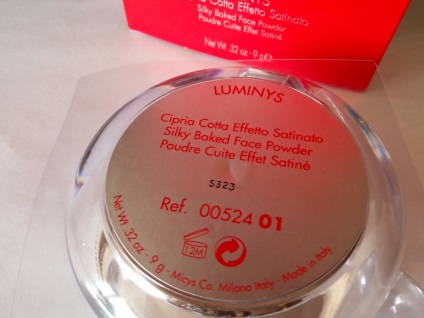 Cipria Cotta Effetto Satinato
Silky Baked Face Powder
Poudre Cuite Effet Satiné
Net Wt .32 oz - 9 g ℮
LUMINYS
Cipria Cotta Effetto Satinato
Silky Baked Face Powder
Poudre Cuite Effet Satiné
5323
Ref. 00524 01
12M
Net Wt .32 oz - 9 g - Micys Co. Milano Italy - Made in Italy